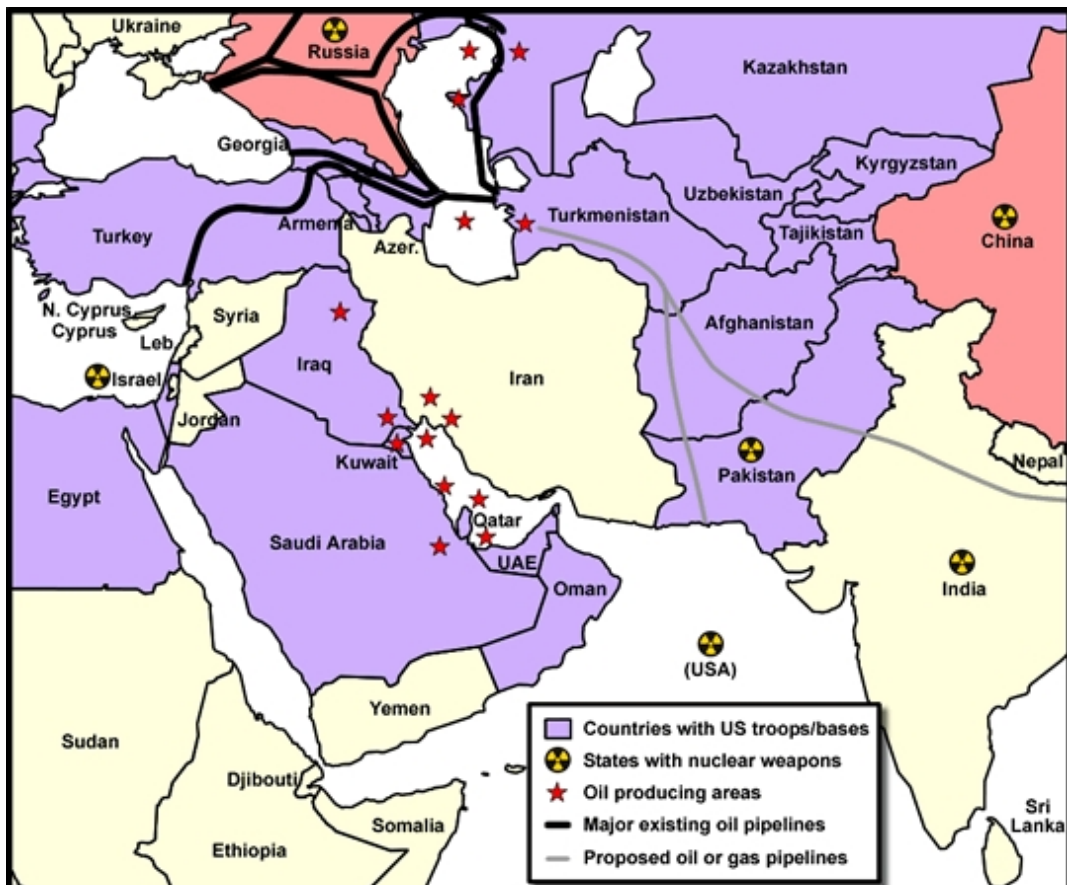 Ukraine
Russia
Kazakhstan
Georgia
Kyrgyzstan
Uzbekistan
Armenia
Turkmenistan
Turkey
Azer.
Tajikistan
China
N. Cyprus
Cyprus
Syria
Afghanistan
Leb.
Iraq
Iran
Israel
Jordan
Kuwait
Pakistan
Nepal
Egypt
Qatar
Saudi Arabia
UAE
Oman
India
(USA)
Yemen
Sudan
Djibouti
Somalia
Ethiopia
Sri
Lanka
Countries with US troops/bases
States with nuclear weapons
Oil producing areas
Major existing oil pipelines
Proposed oil or gas pipelines